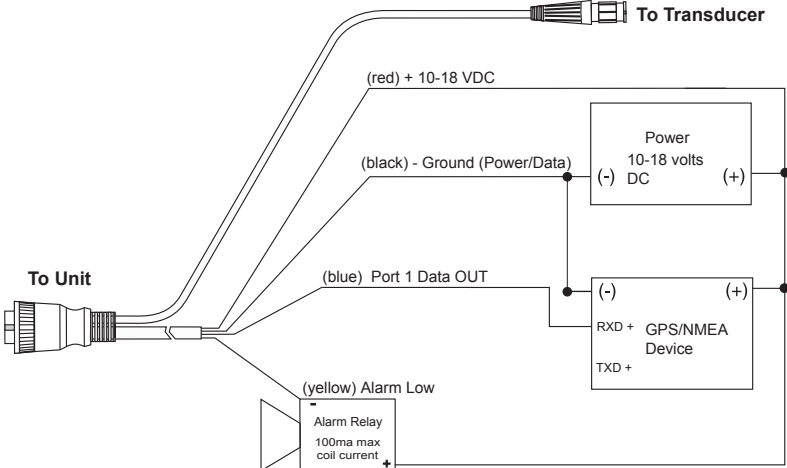 To Transducer
(red) + 10-18 VDC
Power
10-18 volts
(-) DC (+)
(black) - Ground (Power/Data)
To Unit
(blue) Port 1 Data OUT
(-) (+)
RXD + GPS/NMEA
Device
TXD +
(yellow) Alarm Low
-
Alarm Relay
100ma max
coil current
+